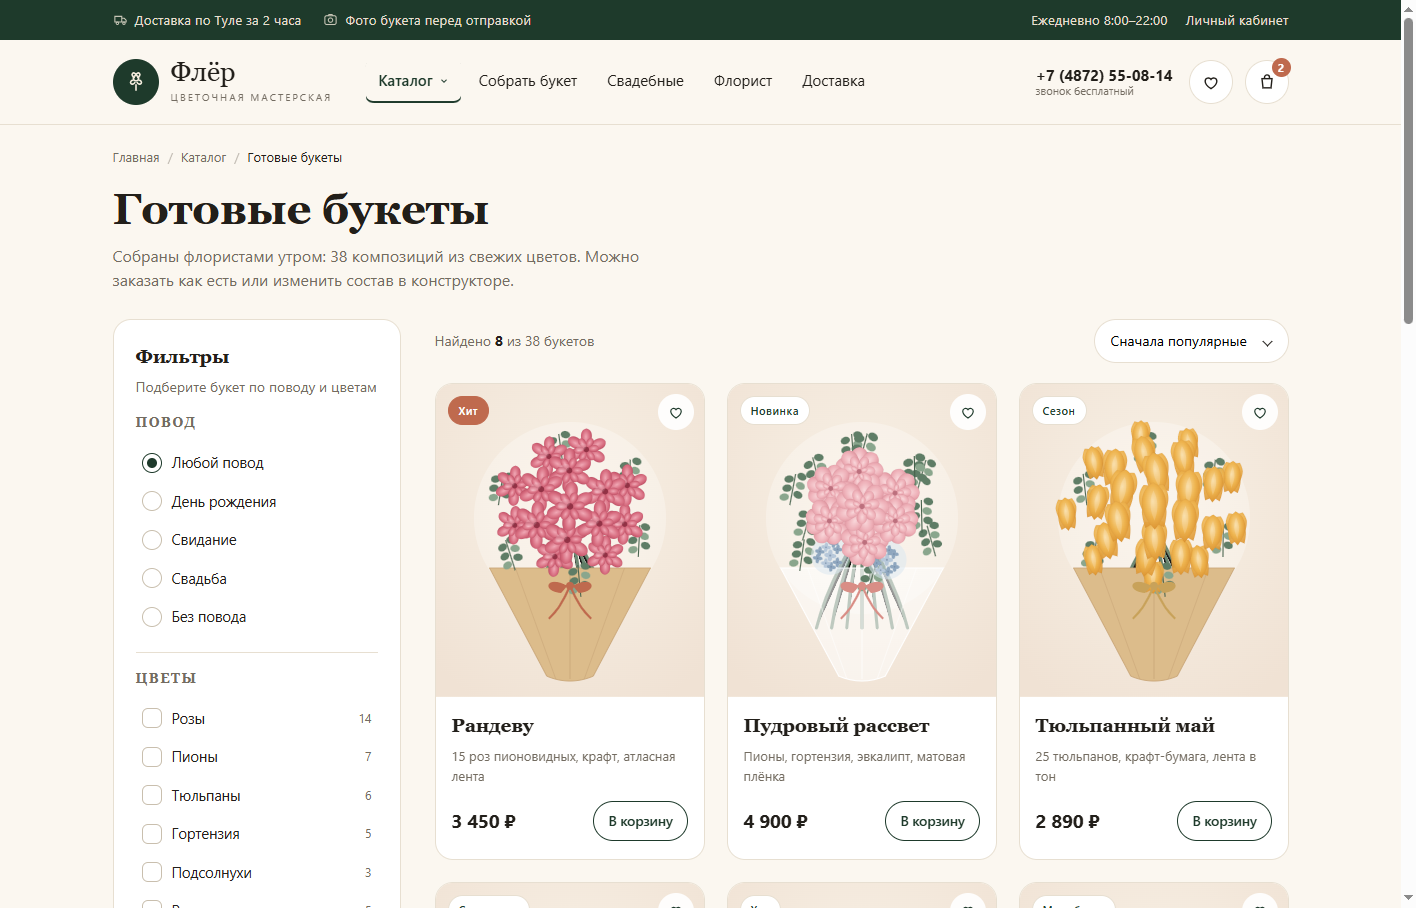 Доставка по Туле за 2 часа
Фото букета перед отправкой
Ежедневно 8:00–22:00
Личный кабинет
Флёр
ЦВЕТОЧНАЯ МАСТЕРСКАЯ
Каталог
Собрать букет
Свадебные
Флорист
Доставка
+7 (4872) 55-08-14
звонок бесплатный
2
Главная / Каталог / Готовые букеты
Готовые букеты
Собраны флористами утром: 38 композиций из свежих цветов. Можно
заказать как есть или изменить состав в конструкторе.
Фильтры
Подберите букет по поводу и цветам
ПОВОД
Любой повод
День рождения
Свидание
Свадьба
Без повода
ЦВЕТЫ
Розы 14
Пионы 7
Тюльпаны 6
Гортензия 5
Подсолнухи 3
Найдено 8 из 38 букетов
Сначала популярные
Хит
Рандеву
15 роз пионовидных, крафт, атласная
лента
3 450 ₽
В корзину
Новинка
Пудровый рассвет
Пионы, гортензия, эвкалипт, матовая
плёнка
4 900 ₽
В корзину
Сезон
Тюльпанный май
25 тюльпанов, крафт-бумага, лента в
тон
2 890 ₽
В корзину